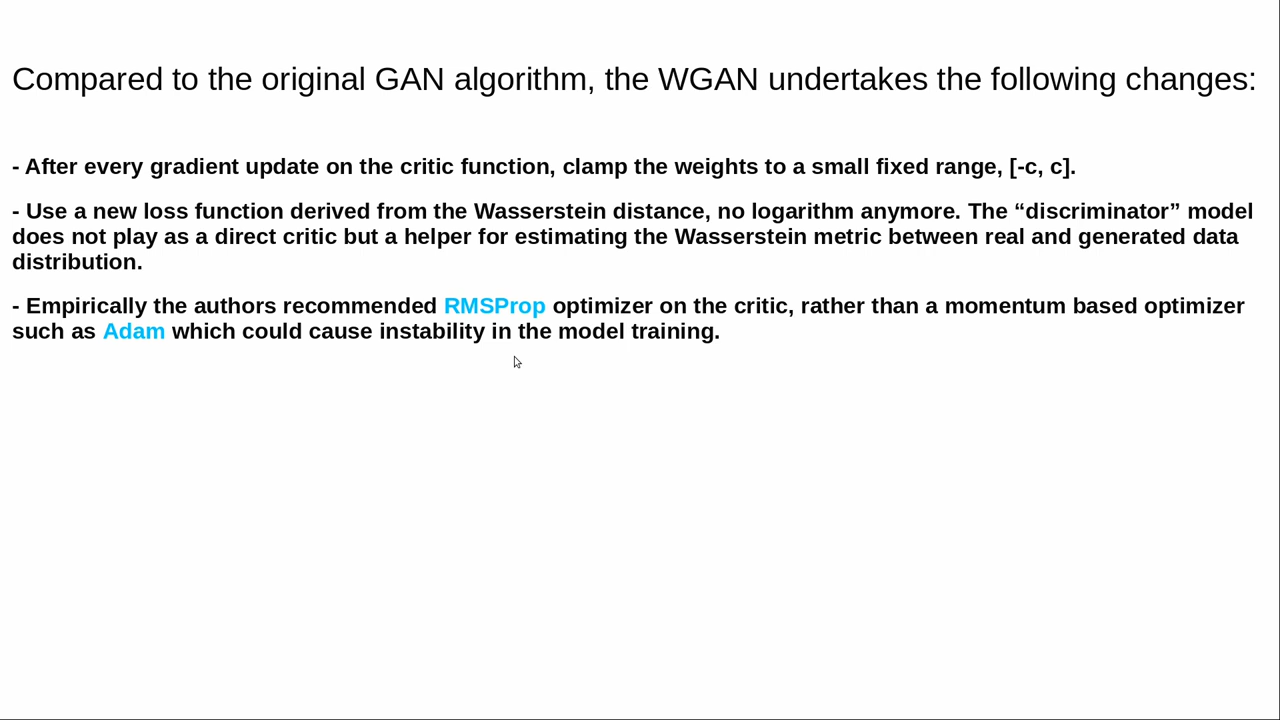 Compared to the original GAN algorithm, the WGAN undertakes the following changes:
- After every gradient update on the critic function, clamp the weights to a small fixed range, [-c, c].
- Use a new loss function derived from the Wasserstein distance, no logarithm anymore. The “discriminator” model
does not play as a direct critic but a helper for estimating the Wasserstein metric between real and generated data
distribution.
- Empirically the authors recommended RMSProp optimizer on the critic, rather than a momentum based optimizer
such as Adam which could cause instability in the model training.